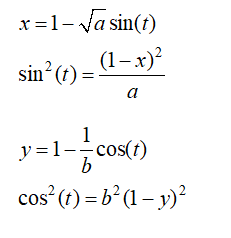 x = 1 − √a sin(t)
sin²(t) = (1 − x)² / a
y = 1 − 1/b cos(t)
cos²(t) = b²(1 − y)²